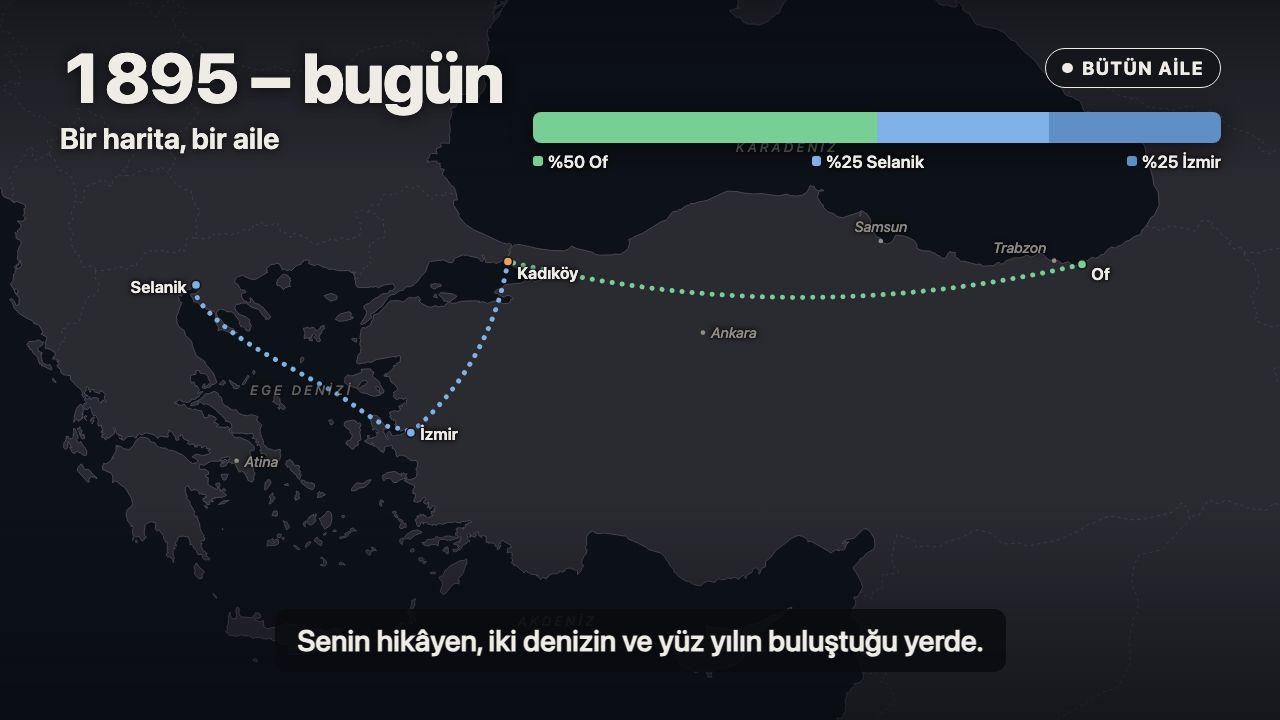 1895 – bugün
Bir harita, bir aile
BÜTÜN AİLE
KARADENİZ
%50 Of
%25 Selanik
%25 İzmir
Samsun
Trabzon
Of
Kadıköy
Selanik
Ankara
EGE DENİZİ
İzmir
Atina
AKDENİZ
Senin hikâyen, iki denizin ve yüz yılın buluştuğu yerde.